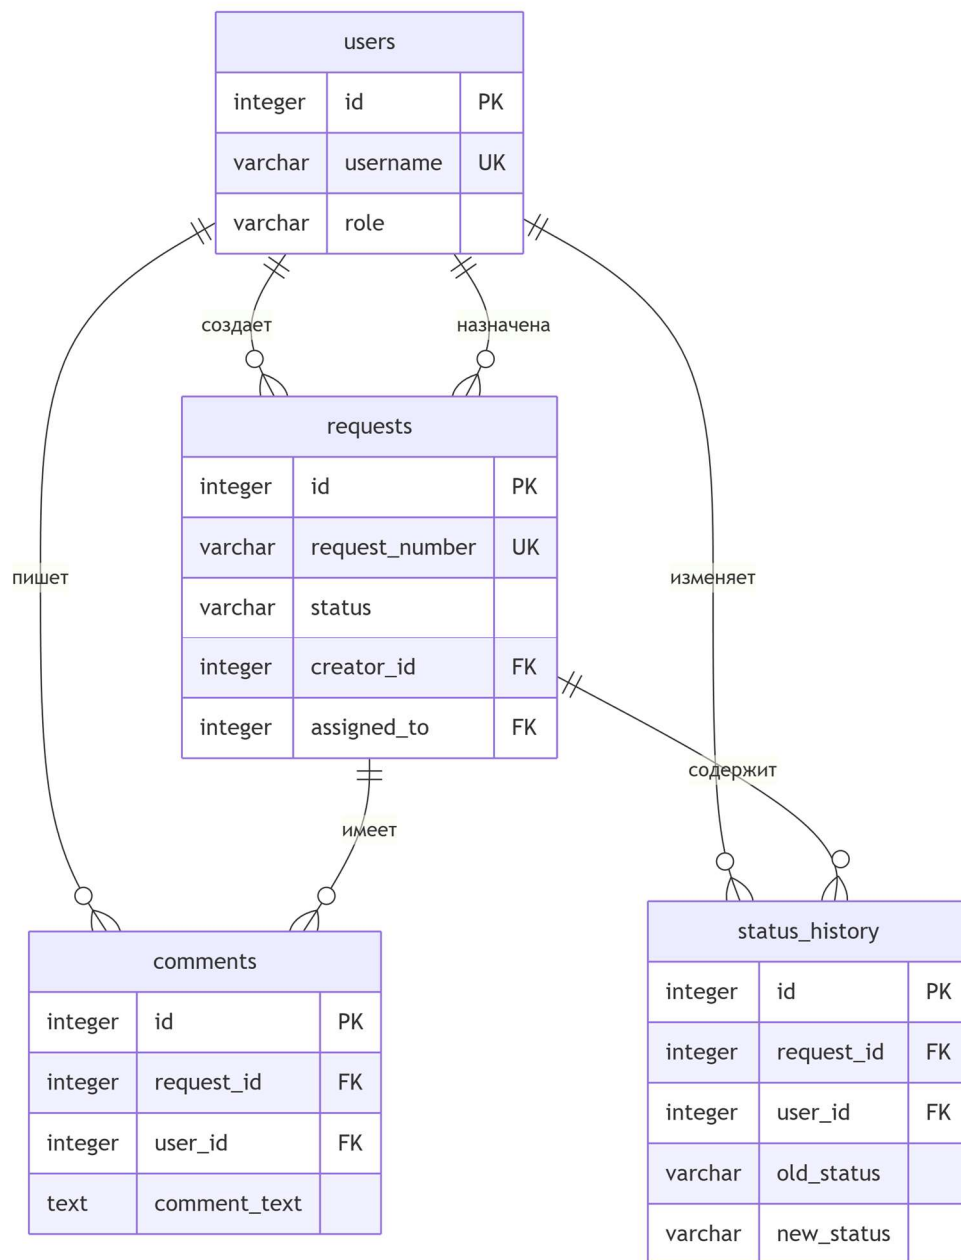 users
integer id PK
varchar username UK
varchar role
создает
назначена
requests
integer id PK
varchar request_number UK
varchar status
integer creator_id FK
integer assigned_to FK
пишет
изменяет
содержит
имеет
comments
integer id PK
integer request_id FK
integer user_id FK
text comment_text
status_history
integer id PK
integer request_id FK
integer user_id FK
varchar old_status
varchar new_status